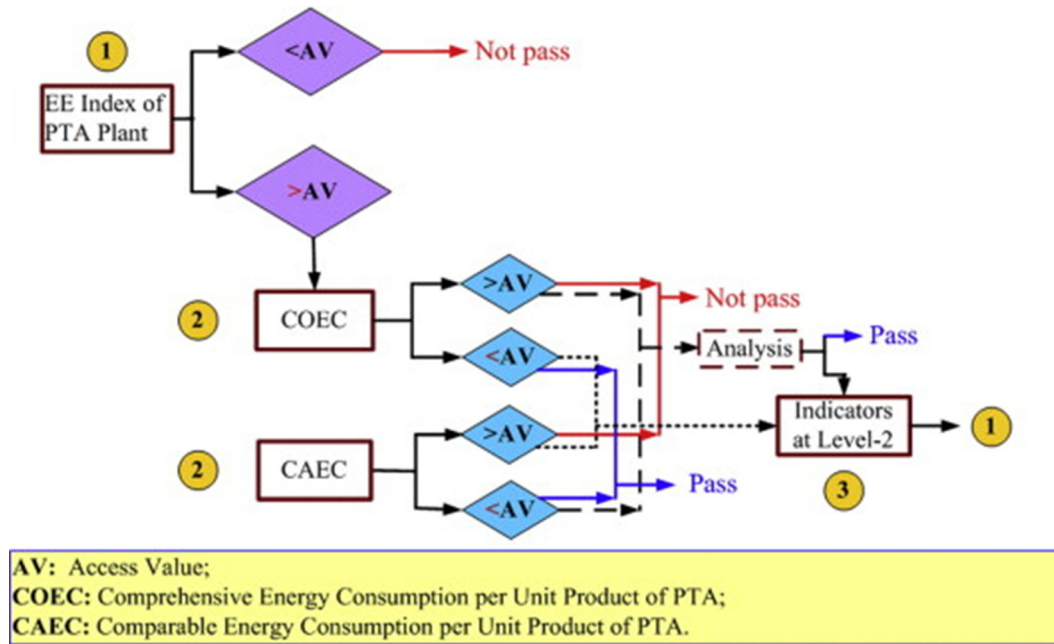 1
<AV
Not pass
EE Index of
PTA Plant
>AV
2
COEC
>AV
Not pass
Analysis
Pass
<AV
Indicators
at Level-2
1
3
2
CAEC
>AV
Pass
<AV
AV: Access Value;
COEC: Comprehensive Energy Consumption per Unit Product of PTA;
CAEC: Comparable Energy Consumption per Unit Product of PTA.